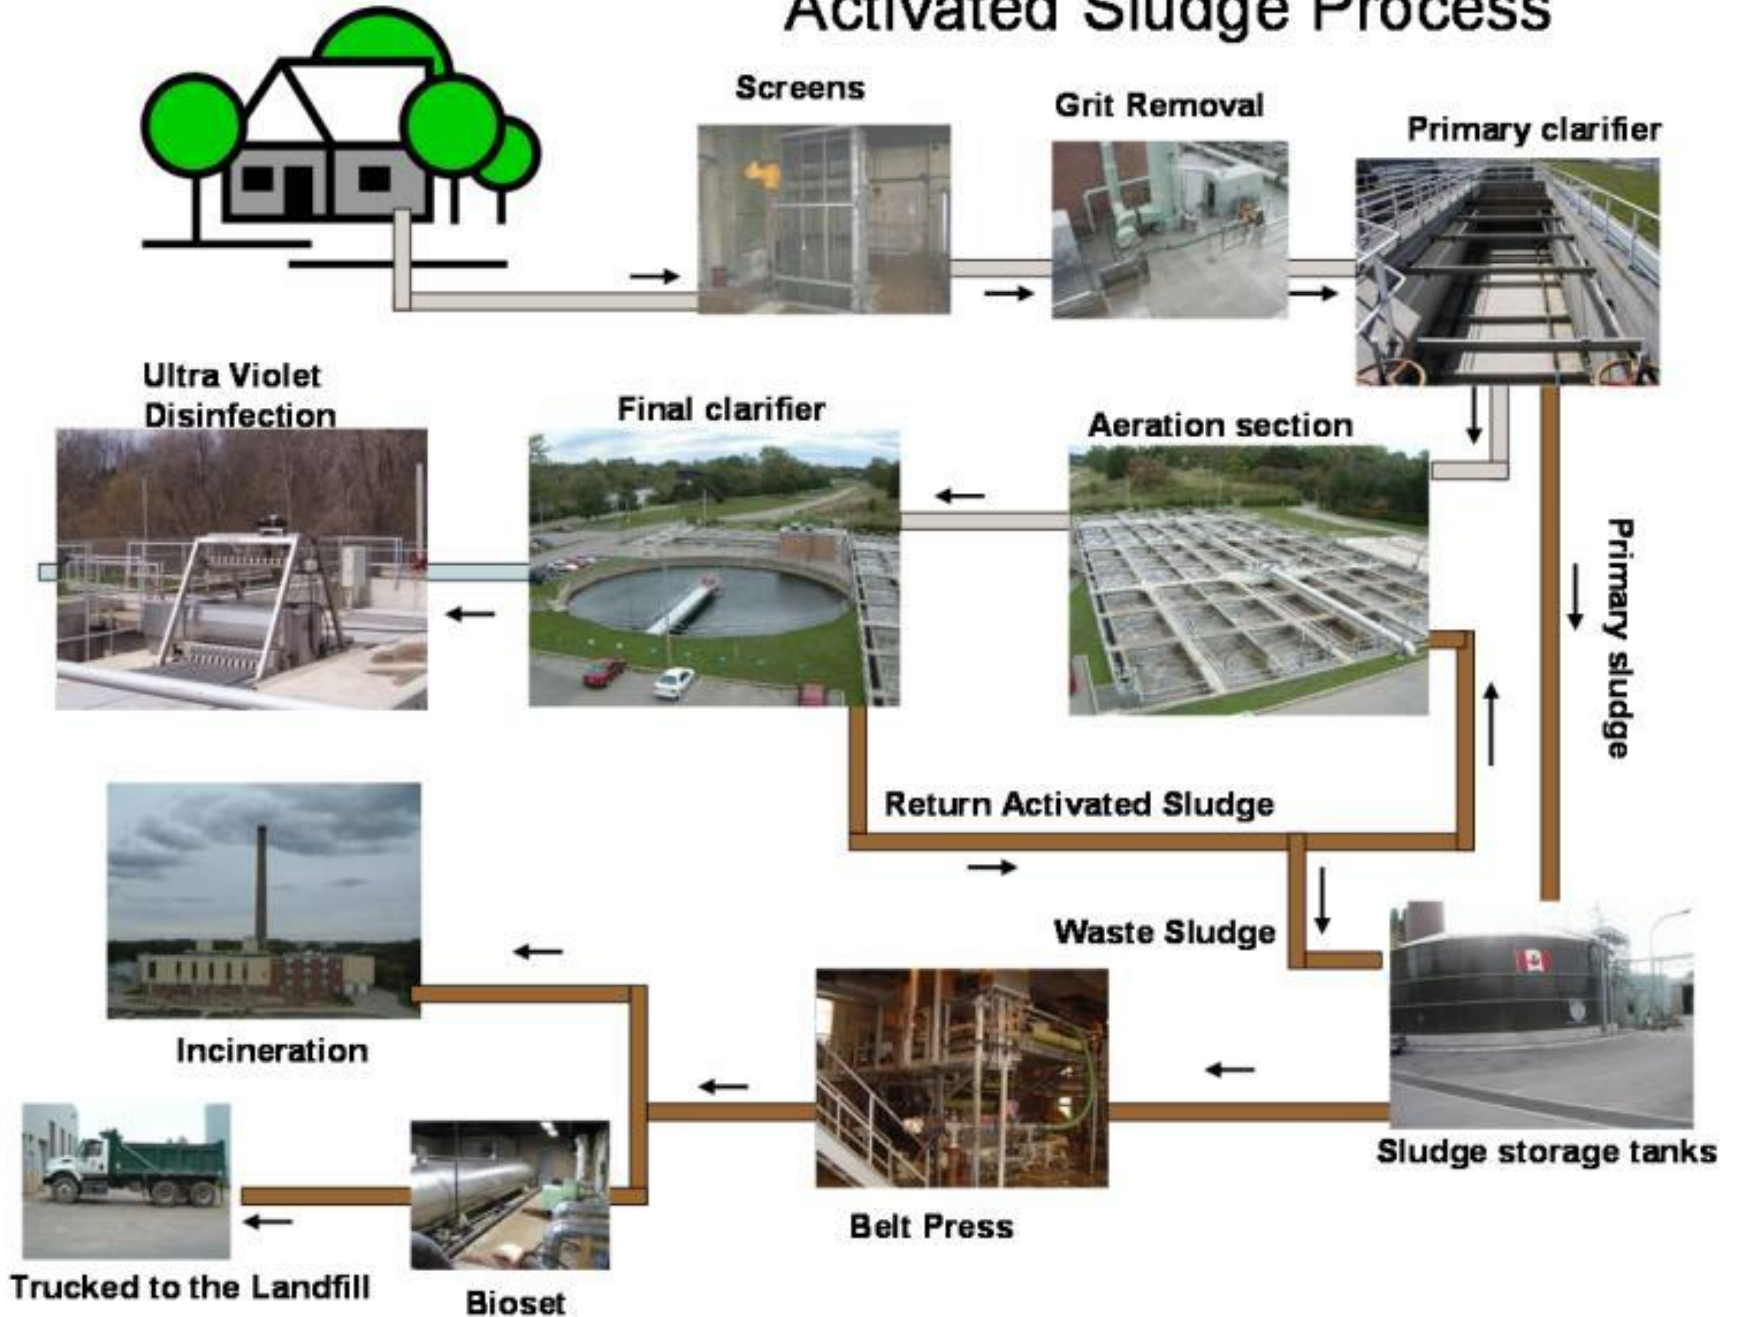 Activated Sludge Process
Screens
Grit Removal
Primary clarifier
Ultra Violet
Disinfection
Final clarifier
Aeration section
Primary sludge
Return Activated Sludge
Waste Sludge
Incineration
Sludge storage tanks
Belt Press
Trucked to the Landfill
Bioset